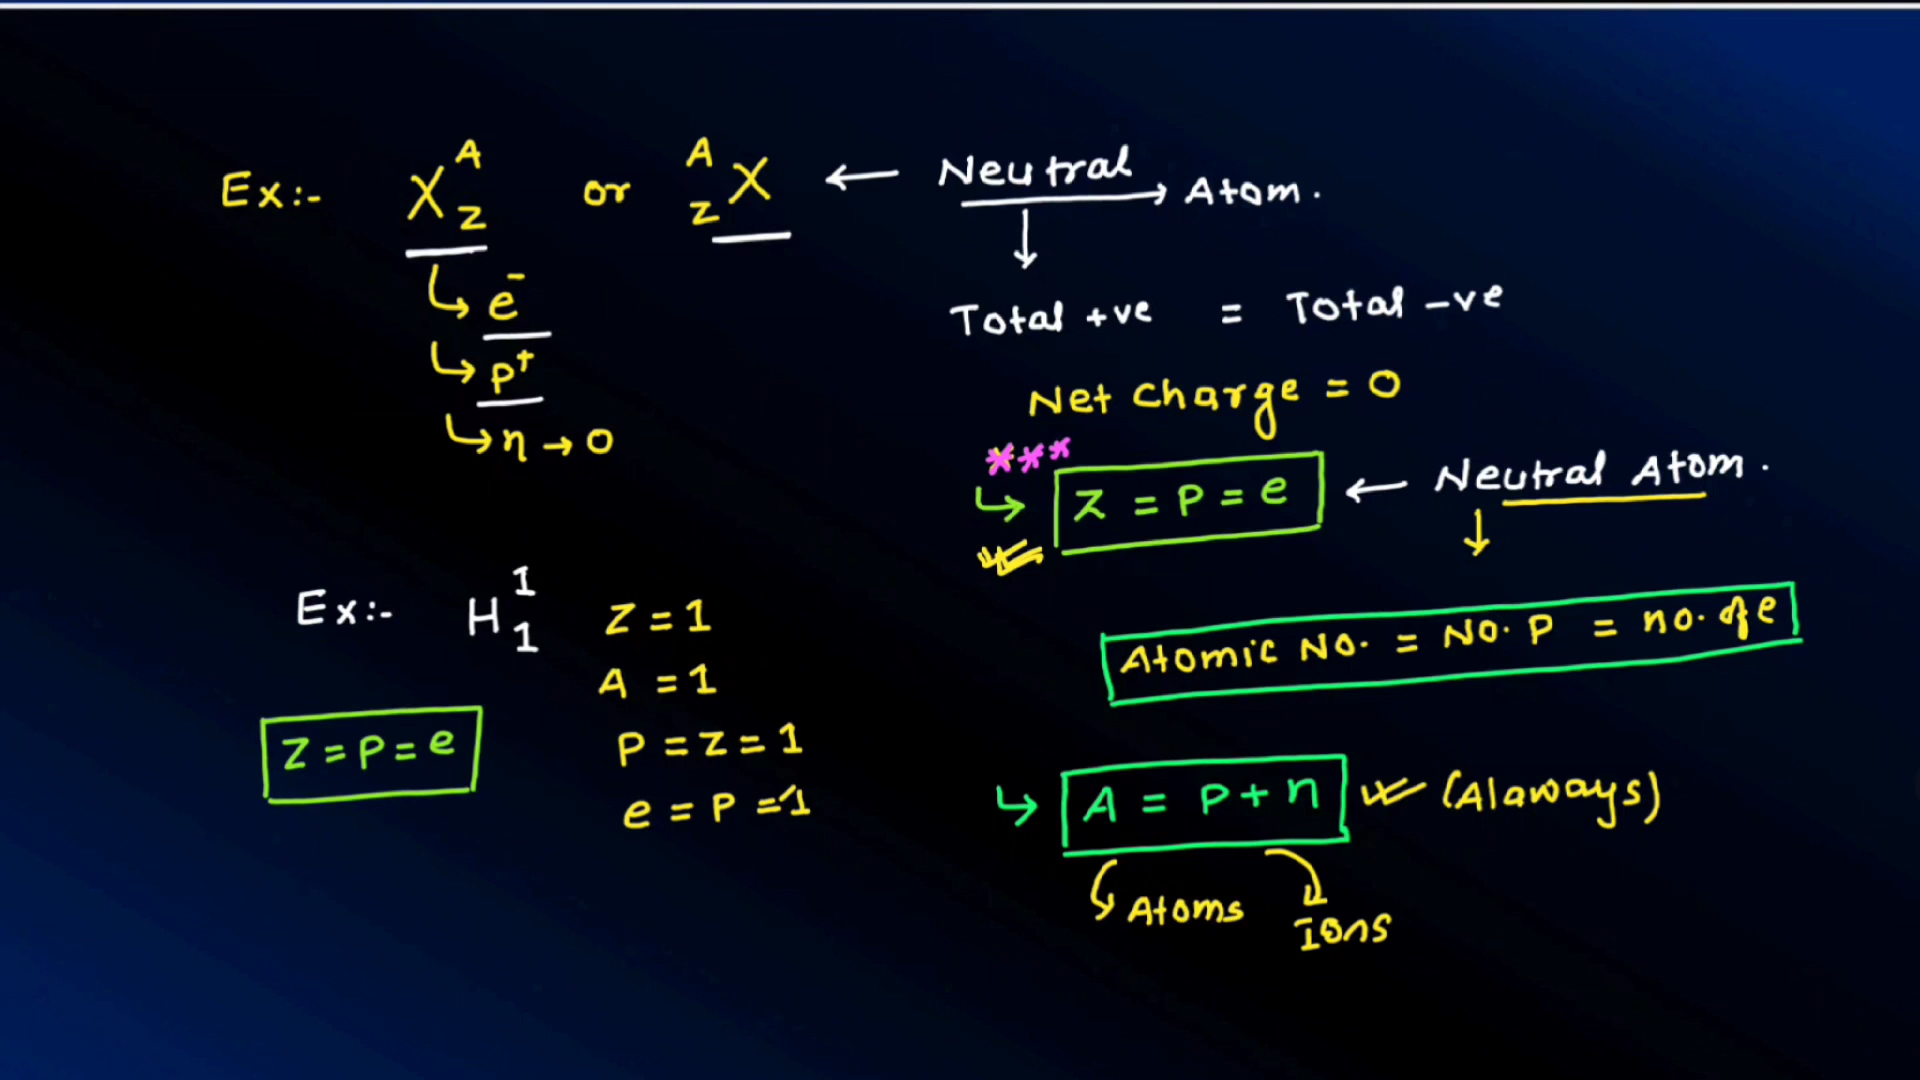 Ex:- X A Z or A Z X ← Neutral → Atom.
↳ e⁻
Total +ve = Total -ve
↳ p⁺
Net Charge = 0
↳ n → 0
***
↳ Z = P = e ← Neutral Atom.
Ex:- H 1 1 Z = 1
Atomic No. = No. P = no. of e
A = 1
Z = P = e
P = Z = 1
↳ A = P + n (Alaways)
e = P = 1
Atoms
Ions